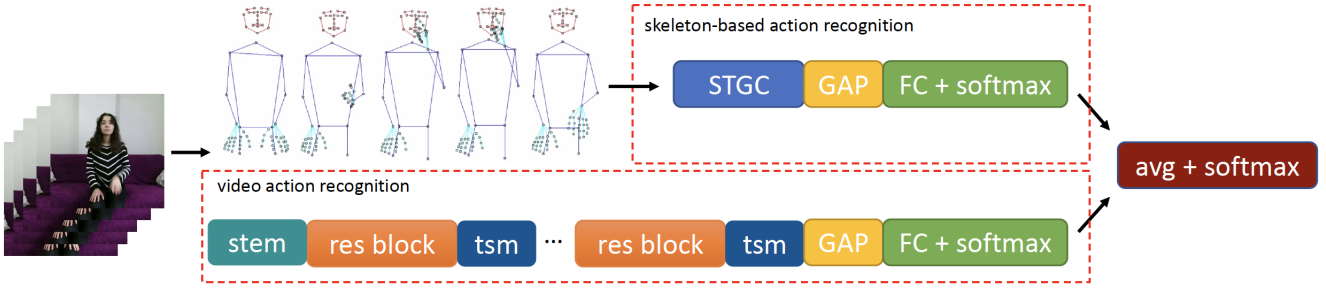 skeleton-based action recognition
STGC GAP FC + softmax
avg + softmax
video action recognition
stem res block tsm ... res block tsm GAP FC + softmax